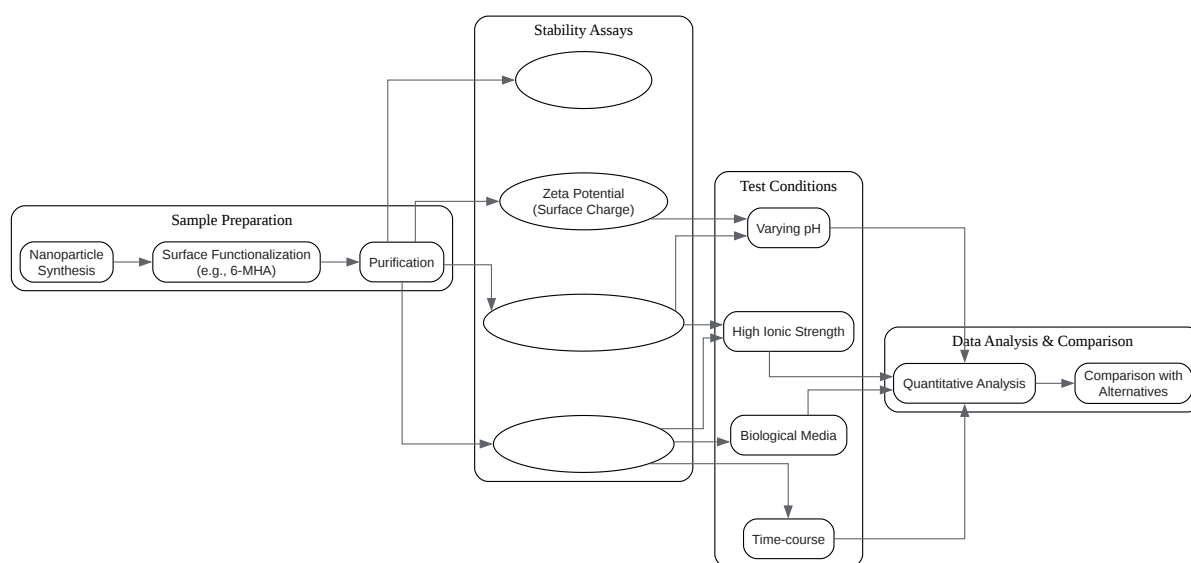 Stability Assays
Zeta Potential
(Surface Charge)
Test Conditions
Varying pH
Sample Preparation
Nanoparticle
Synthesis
Surface Functionalization
(e.g., 6-MHA)
Purification
High Ionic Strength
Data Analysis & Comparison
Quantitative Analysis
Comparison with
Alternatives
Biological Media
Time-course